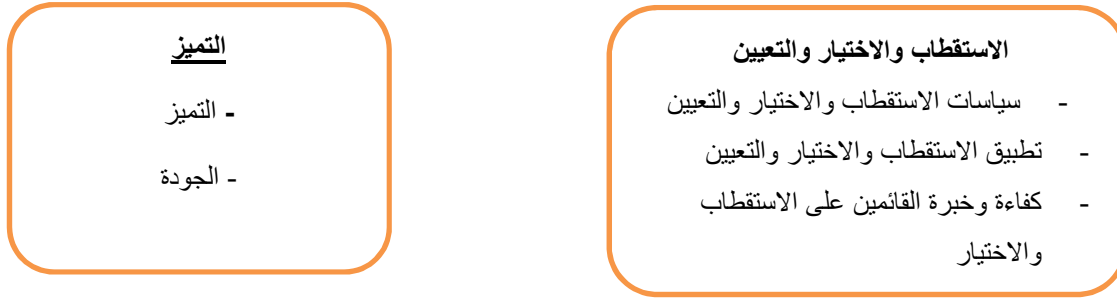 الاستقطاب والاختيار والتعيين
- سياسات الاستقطاب والاختيار والتعيين
- تطبيق الاستقطاب والاختيار والتعيين
- كفاءة وخبرة القائمين على الاستقطاب
والاختيار
التميز
- التميز
- الجودة